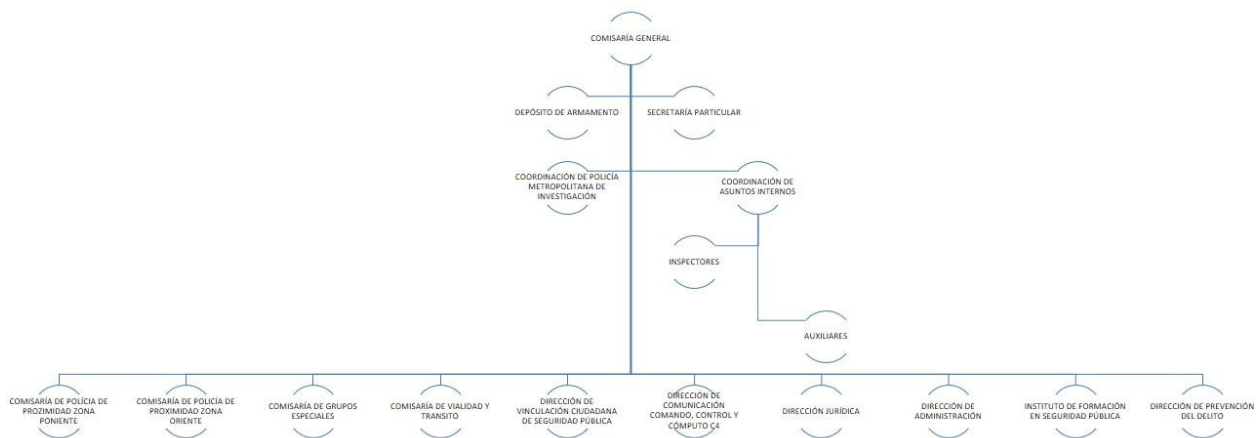 COMISARÍA GENERAL
DEPÓSITO DE ARMAMENTO
SECRETARÍA PARTICULAR
COORDINACIÓN DE POLICÍA
METROPOLITANA DE
INVESTIGACIÓN
COORDINACIÓN DE
ASUNTOS INTERNOS
INSPECTORES
AUXILIARES
COMISARÍA DE POLÍCIA DE
PROZIMIDAD ZONA
PONIENTE
COMISARÍA DE POLICÍA DE
PROXIMIDAD ZONA
ORIENTE
COMISARÍA DE GRUPOS
ESPECIALES
COMISARÍA DE VIALIDAD Y
TRANSITO
DIRECCIÓN DE
VINCULACIÓN CIUDADANA
DE SEGURIDAD PÚBLICA
DIRECCIÓN DE
COMUNICACIÓN
COMANDO, CONTROL Y
CÓMPUTO C4
DIRECCIÓN JURÍDICA
DIRECCIÓN DE
ADMINISTRACIÓN
INSTITUTO DE FORMACIÓN
EN SEGURIDAD PÚBLICA
DIRECCIÓN DE PREVENCIÓN
DEL DELITO